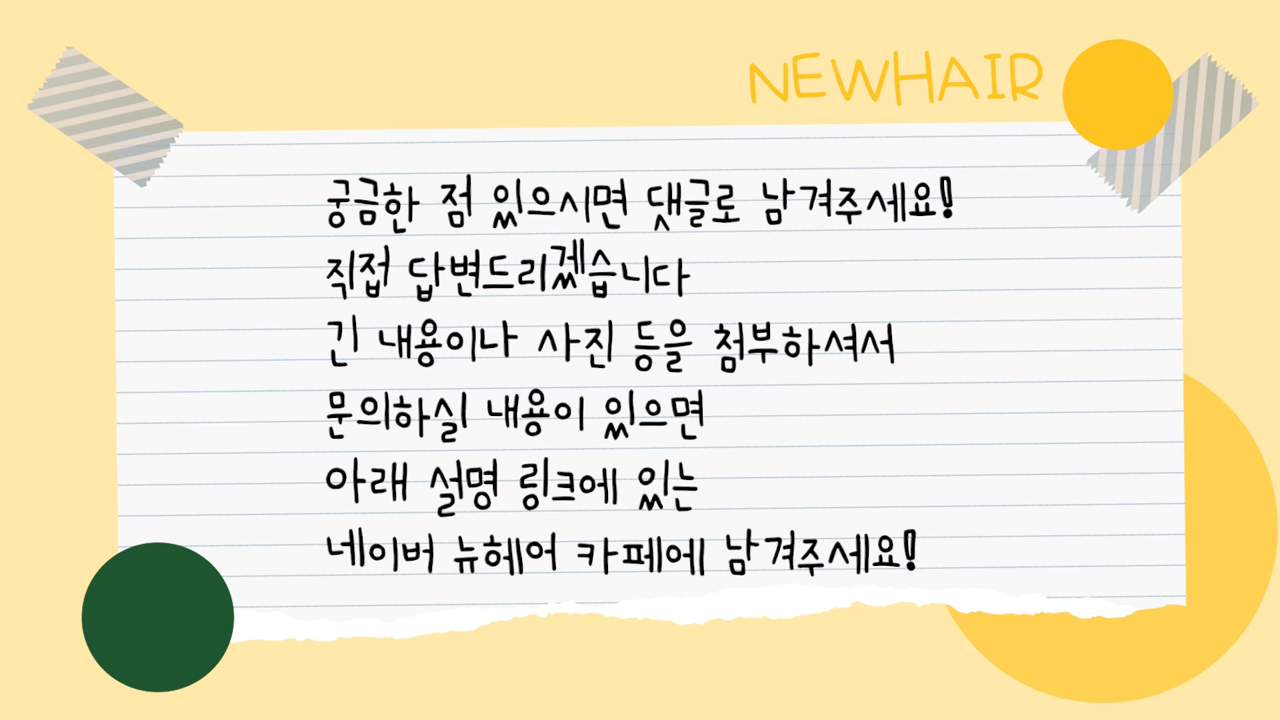 NEWHAIR
궁금한 점 있으시면 댓글로 남겨주세요!
직접 답변드리겠습니다
긴 내용이나 사진 등을 첨부하셔서
문의하실 내용이 있으면
아래 설명 링크에 있는
네이버 뉴헤어 카페에 남겨주세요!